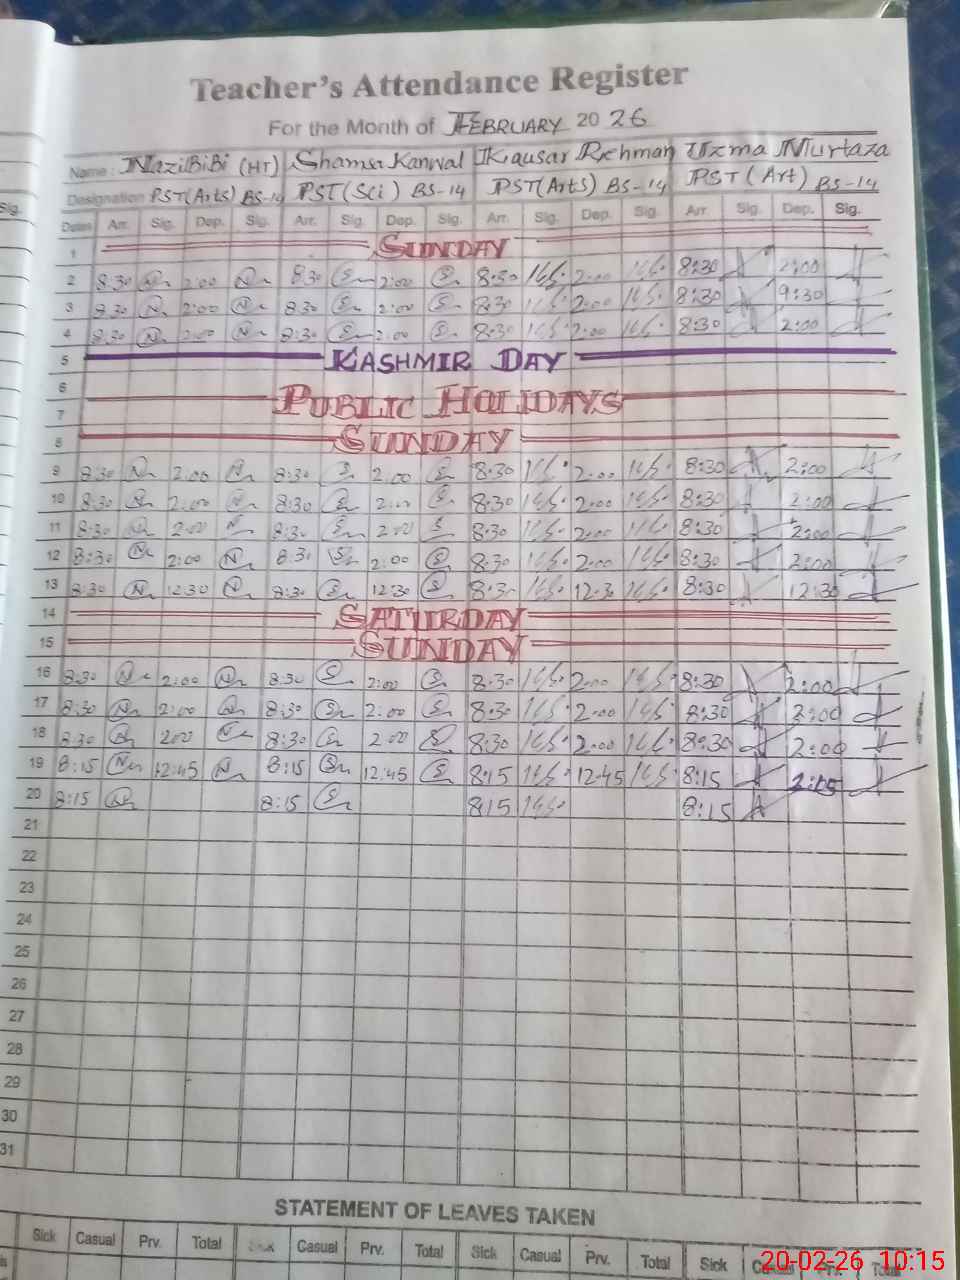 Teacher's Attendance Register
For the Month of FEBRUARY 20 26
Name: NaziBiBi (HT) Shamsa Kanwal Kausar Rehman Uzma Murtaza
Designation PST(Arts) BS-14 PST(Sci) BS-14 PST(Arts) BS-14 PST(Art) BS-14
Sig. Dates Arr. Sig. Dep. Sig. Arr. Sig. Dep. Sig. Arr. Sig. Dep. Sig. Arr. Sig. Dep. Sig.
1 SUNDAY
2 8:30 2:00 8:30 2:00 8:30 2:00 8:30 2:00
3 8:30 2:00 8:30 2:00 8:30 2:00 8:30 9:30
4 8:30 2:00 8:30 2:00 8:30 2:00 8:30 2:00
5 KASHMIR DAY
6 PUBLIC HOLIDAYS
7
8 SUNDAY
9 8:30 2:00 8:30 2:00 8:30 2:00 8:30 2:00
10 8:30 2:00 8:30 2:00 8:30 2:00 8:30 2:00
11 8:30 2:00 8:30 2:00 8:30 2:00 8:30 2:00
12 8:30 2:00 8:30 2:00 8:30 2:00 8:30 2:00
13 8:30 12:30 8:30 12:30 8:30 12:3 8:30 12:30
14 SATURDAY
15 SUNDAY
16 8:30 2:00 8:30 2:00 8:30 2:00 8:30 2:00
17 8:30 2:00 8:30 2:00 8:30 2:00 8:30 2:00
18 8:30 2:00 8:30 2:00 8:30 2:00 8:30 2:00
19 8:15 12:45 8:15 12:45 8:15 12:45 8:15 2:15
20 8:15 8:15 8:15 8:15
21
22
23
24
25
26
27
28
29
30
31
STATEMENT OF LEAVES TAKEN
Sick Casual Prv. Total Sick Casual Prv. Total Sick Casual Prv. Total Sick Casual Prv. Total
20-02-26 10:15